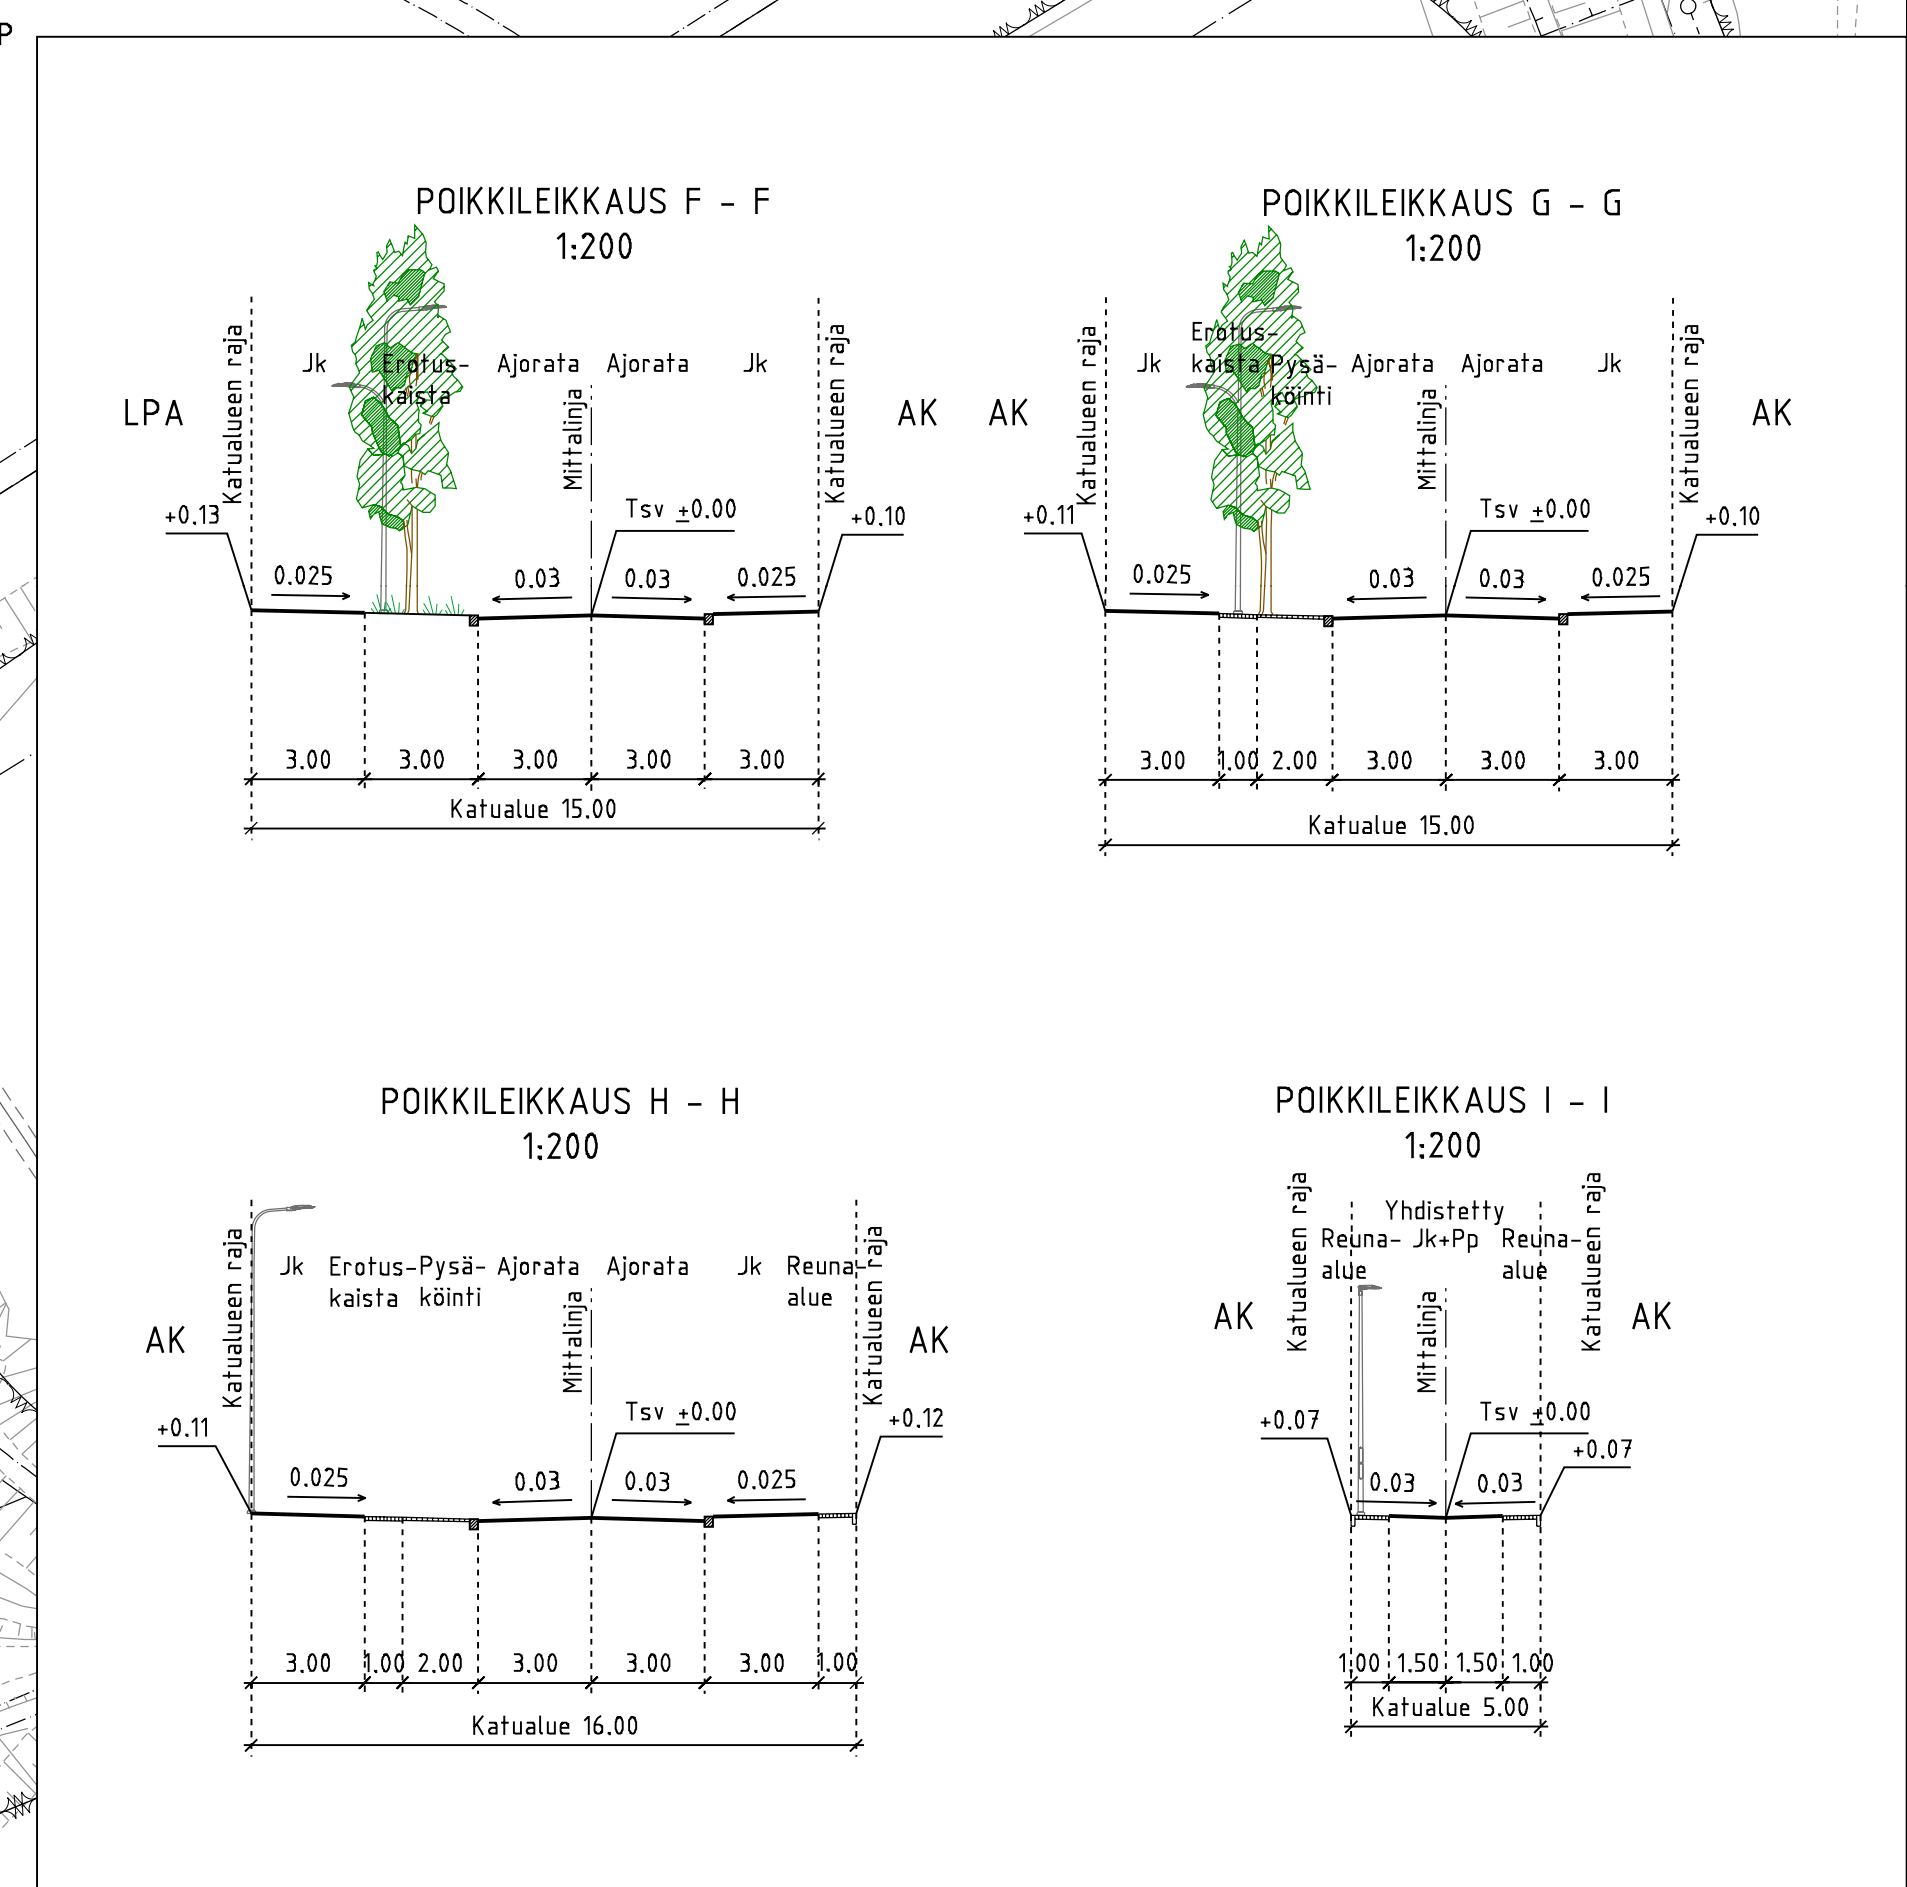 P
POIKKILEIKKAUS F - F
1:200
Katualueen raja
Jk
Erotus-
kaista
Ajorata
Ajorata
Jk
Katualueen raja
LPA
Mittalinja
AK
+0.13
Tsv ±0.00
+0.10
0.025
0.03
0.03
0.025
3.00
3.00
3.00
3.00
3.00
Katualue 15.00
POIKKILEIKKAUS G - G
1:200
Katualueen raja
Jk
Erotus-
kaista
Pysä-
köinti
Ajorata
Ajorata
Jk
Katualueen raja
AK
Mittalinja
AK
+0.11
Tsv ±0.00
+0.10
0.025
0.03
0.03
0.025
3.00
1.00
2.00
3.00
3.00
3.00
Katualue 15.00
POIKKILEIKKAUS H - H
1:200
Katualueen raja
Jk
Erotus-
kaista
Pysä-
köinti
Ajorata
Ajorata
Jk
Reuna-
alue
Katualueen raja
AK
Mittalinja
AK
+0.11
Tsv ±0.00
+0.12
0.025
0.03
0.03
0.025
3.00
1.00
2.00
3.00
3.00
3.00
1.00
Katualue 16.00
POIKKILEIKKAUS I - I
1:200
Katualueen raja
Reuna-
alue
Yhdistetty
Jk+Pp
Reuna-
alue
Katualueen raja
AK
Mittalinja
AK
+0.07
Tsv ±0.00
+0.07
0.03
0.03
1.00
1.50
1.50
1.00
Katualue 5.00